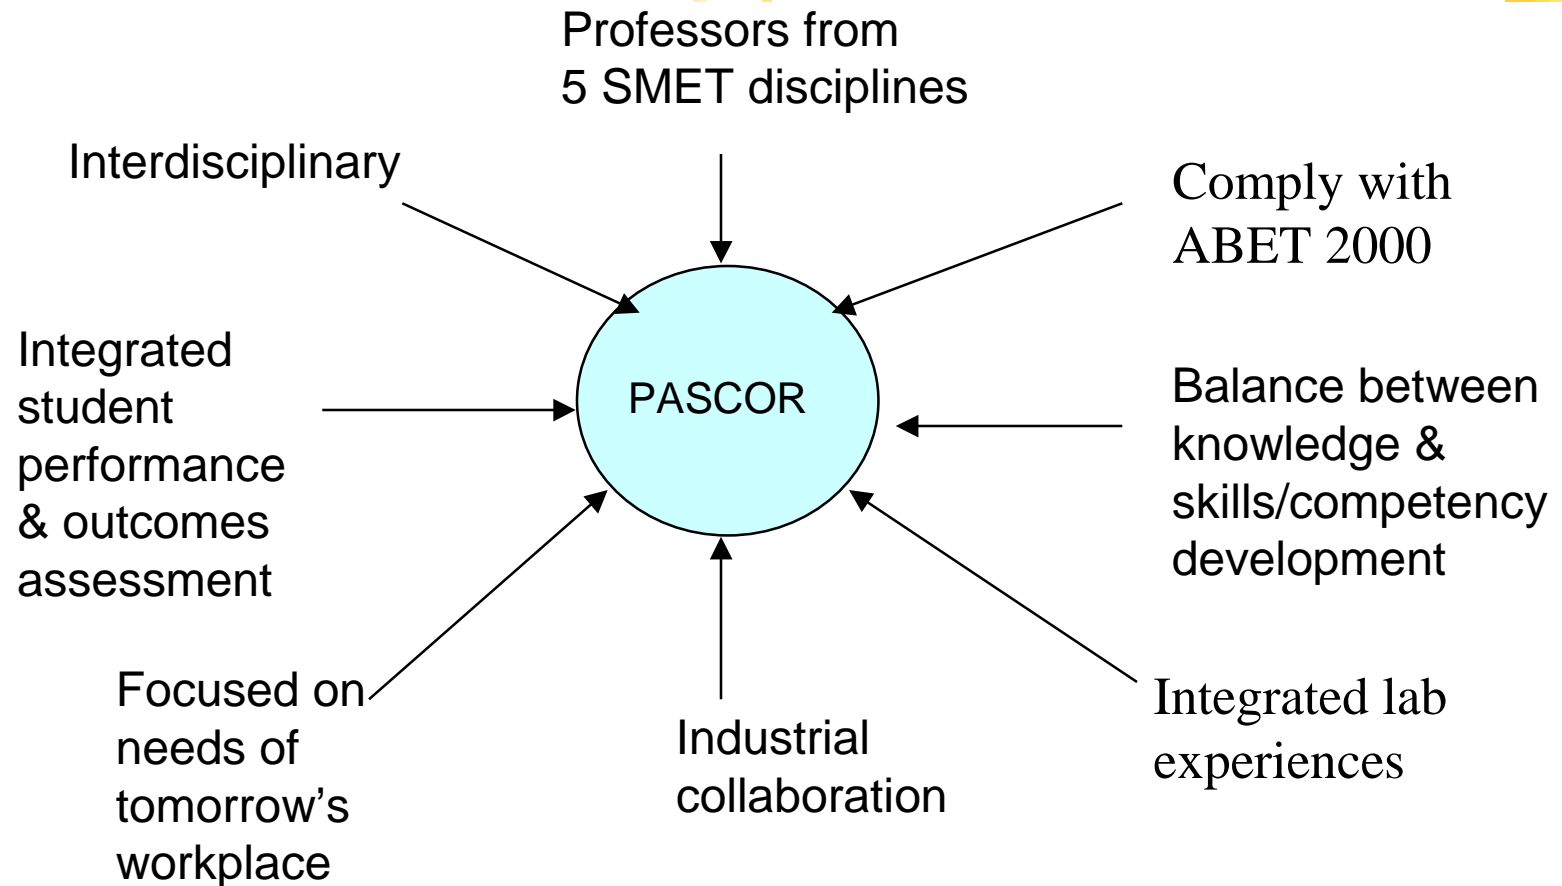 Professors from
5 SMET disciplines
Interdisciplinary
Comply with
ABET 2000
Integrated
student
performance
& outcomes
assessment
PASCOR
Balance between
knowledge &
skills/competency
development
Focused on
needs of
tomorrow’s
workplace
Industrial
collaboration
Integrated lab
experiences